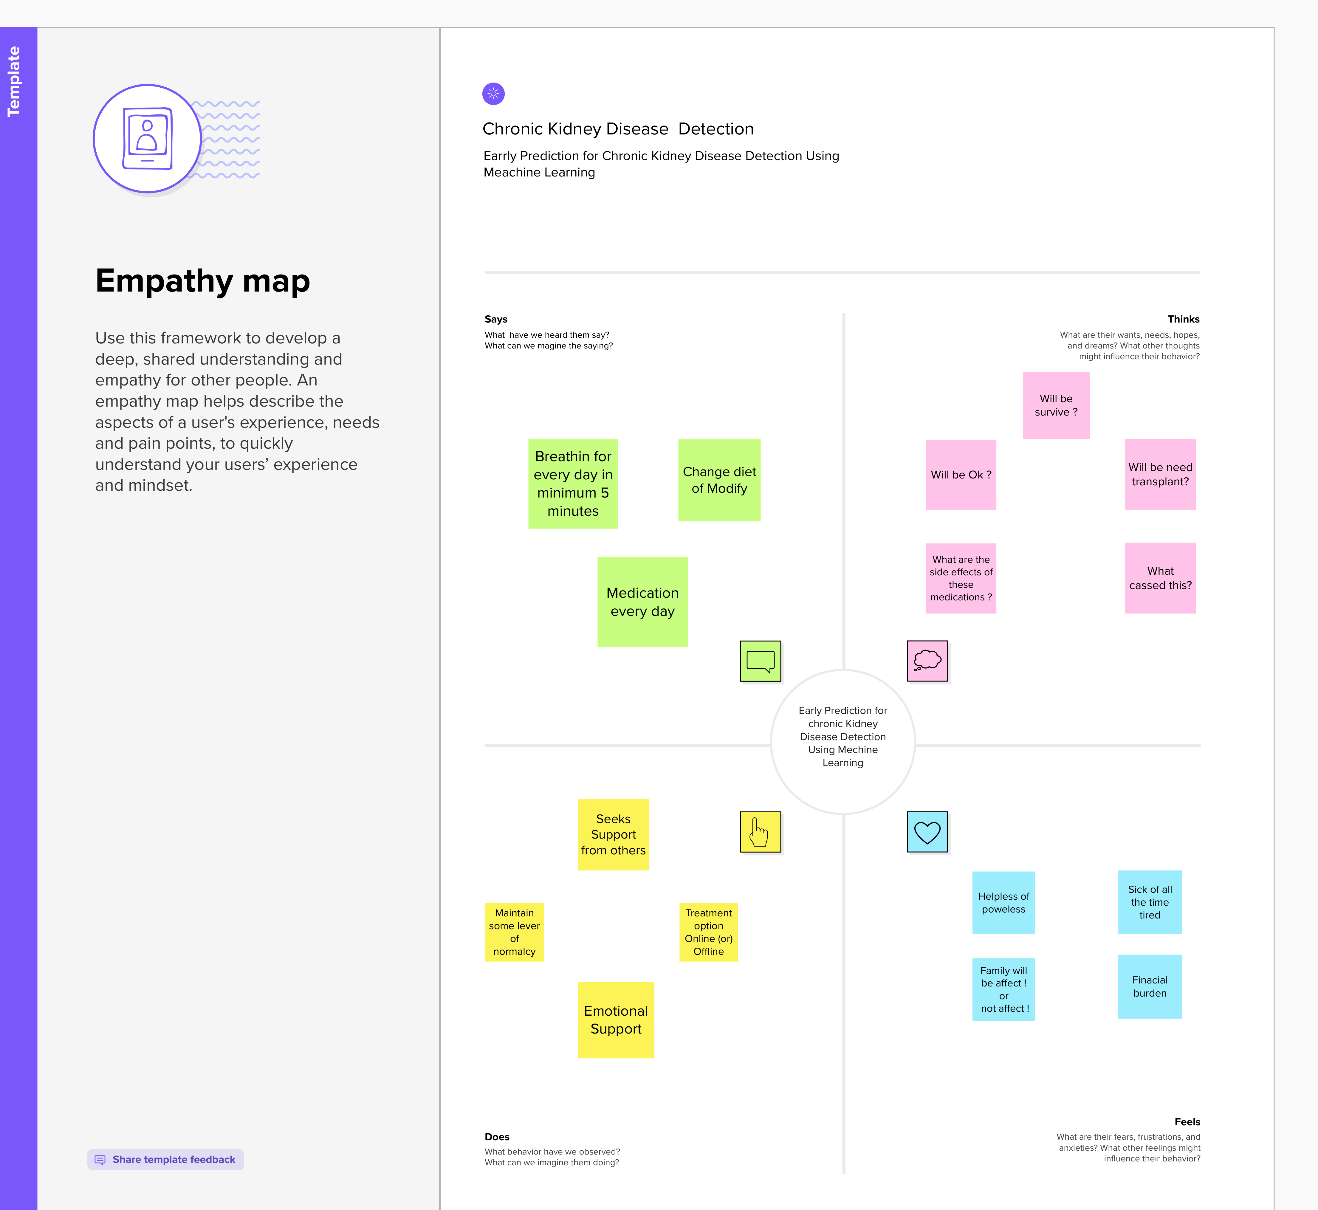 Template
Empathy map
Use this framework to develop a
deep, shared understanding and
empathy for other people. An
empathy map helps describe the
aspects of a user's experience, needs
and pain points, to quickly
understand your users' experience
and mindset.
Share template feedback
Chronic Kidney Disease  Detection
Earrly Prediction for Chronic Kidney Disease Detection Using
Meachine Learning
Says
What  have we heard them say?
What can we magine the saying?
Breathin for
every day in
minimum 5
minutes
Change diet
of Modify
Medication
every day
Thinks
What are their wants, needs, hopes,
and dreams? What other thoughts
might influence their behavior?
Will be
survive ?
Will be Ok ?
Will be need
transplant?
What are the
side effects of
these
medications ?
What
cassed this?
Early Prediction for
chronic Kidney
Disease Detection
Using Mechine
Learning
Seeks
Support
from others
Maintain
some lever
of
normalcy
Treatment
option
Online (or)
Offline
Emotional
Support
Does
What behavior have we observed?
What can we imagine them doing?
Helpless of
poweless
Sick of all
the time
tired
Family will
be affect !
or
not affect !
Finacial
burden
Feels
What are their fears, frustrations, and
anxieties? What other feelings might
influence their behavior?